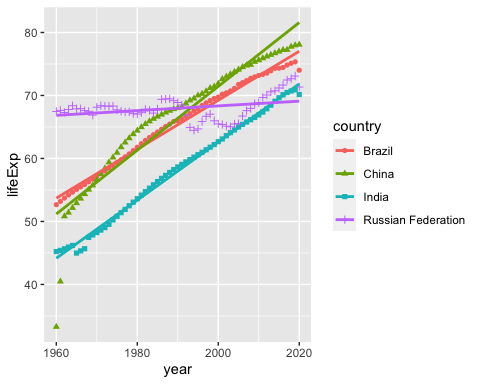 80
70
60
50
40
lifeExp
1960 1980 2000 2020
year
country
Brazil
China
India
Russian Federation